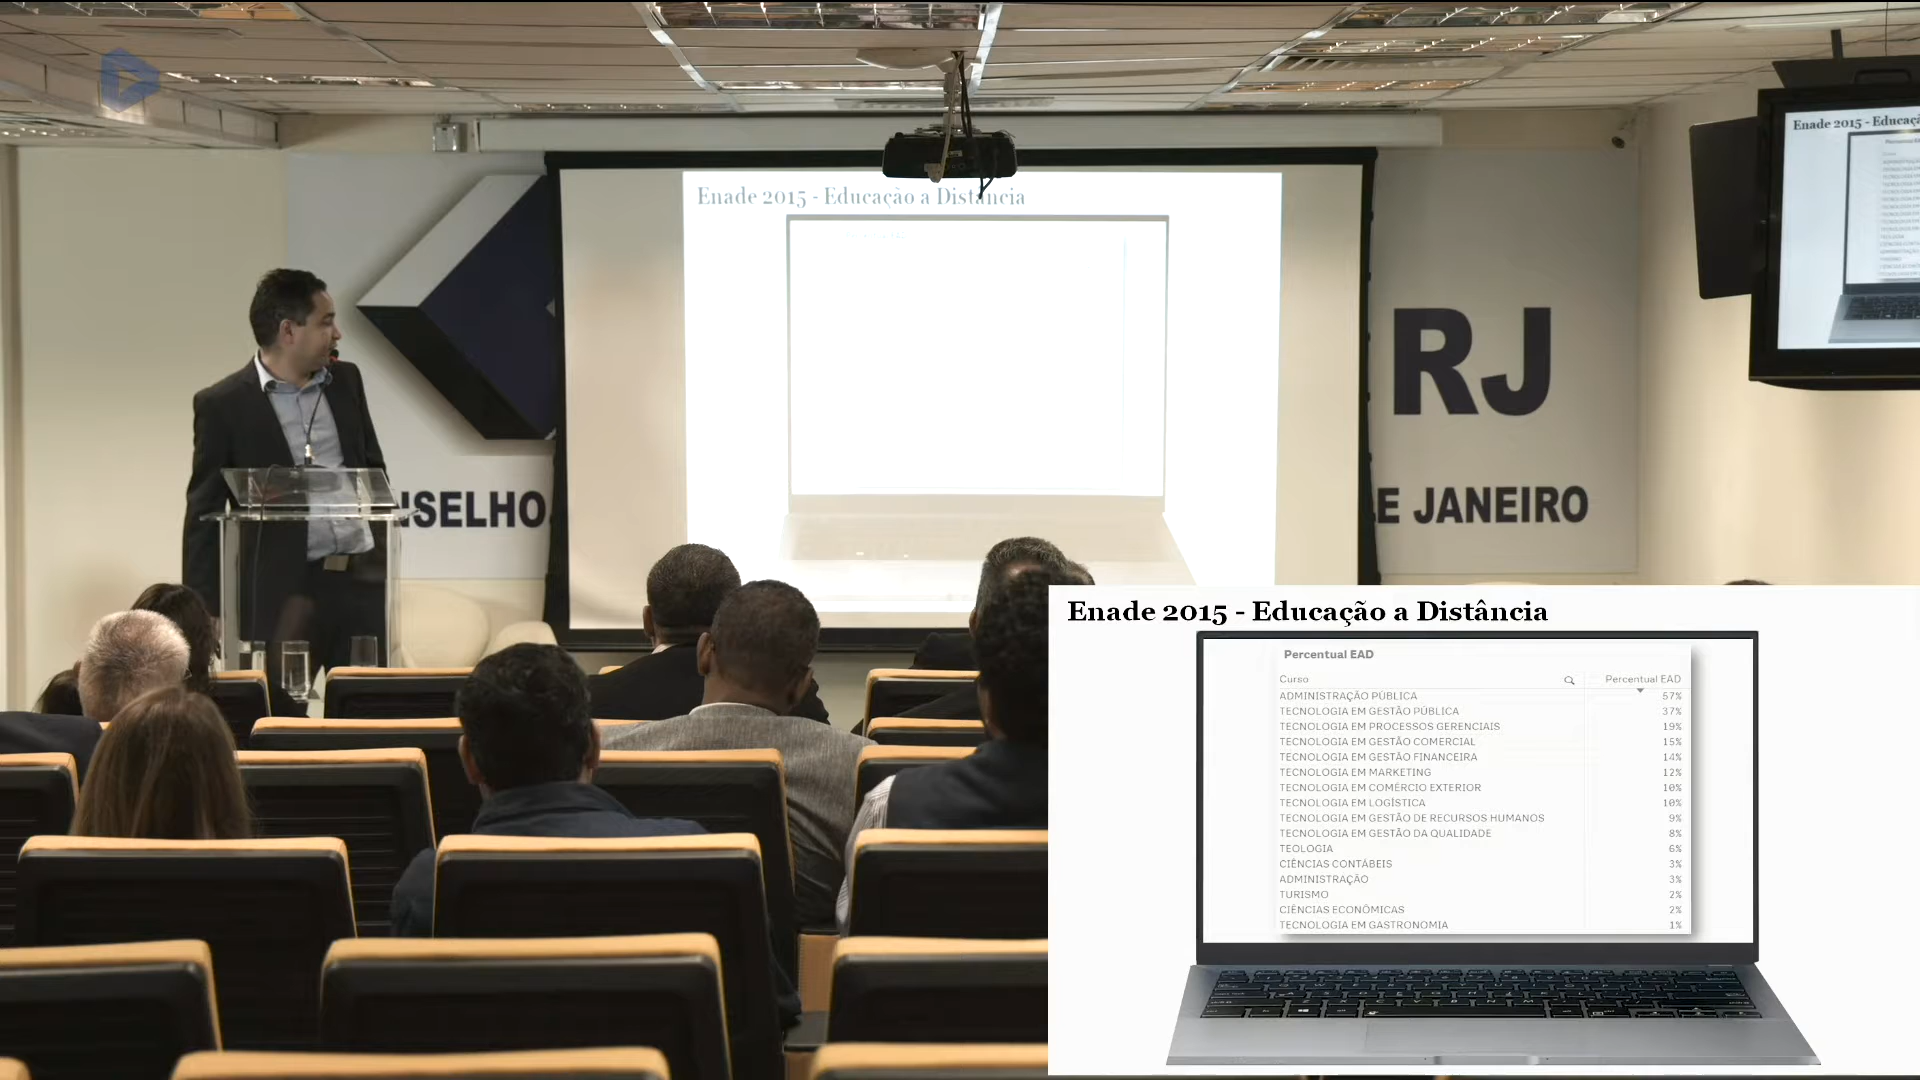 Enade 2015 - Educação a Distância
Enade 2015 - Educaçã
RJ
NSELHO
E JANEIRO
Enade 2015 - Educação a Distância
Percentual EAD
Curso Percentual EAD
ADMINISTRAÇÃO PÚBLICA 57%
TECNOLOGIA EM GESTÃO PÚBLICA 37%
TECNOLOGIA EM PROCESSOS GERENCIAIS 19%
TECNOLOGIA EM GESTÃO COMERCIAL 15%
TECNOLOGIA EM GESTÃO FINANCEIRA 14%
TECNOLOGIA EM MARKETING 12%
TECNOLOGIA EM COMÉRCIO EXTERIOR 10%
TECNOLOGIA EM LOGÍSTICA 10%
TECNOLOGIA EM GESTÃO DE RECURSOS HUMANOS 9%
TECNOLOGIA EM GESTÃO DA QUALIDADE 8%
TEOLOGIA 6%
CIÊNCIAS CONTÁBEIS 3%
ADMINISTRAÇÃO 3%
TURISMO 2%
CIÊNCIAS ECONÔMICAS 2%
TECNOLOGIA EM GASTRONOMIA 1%